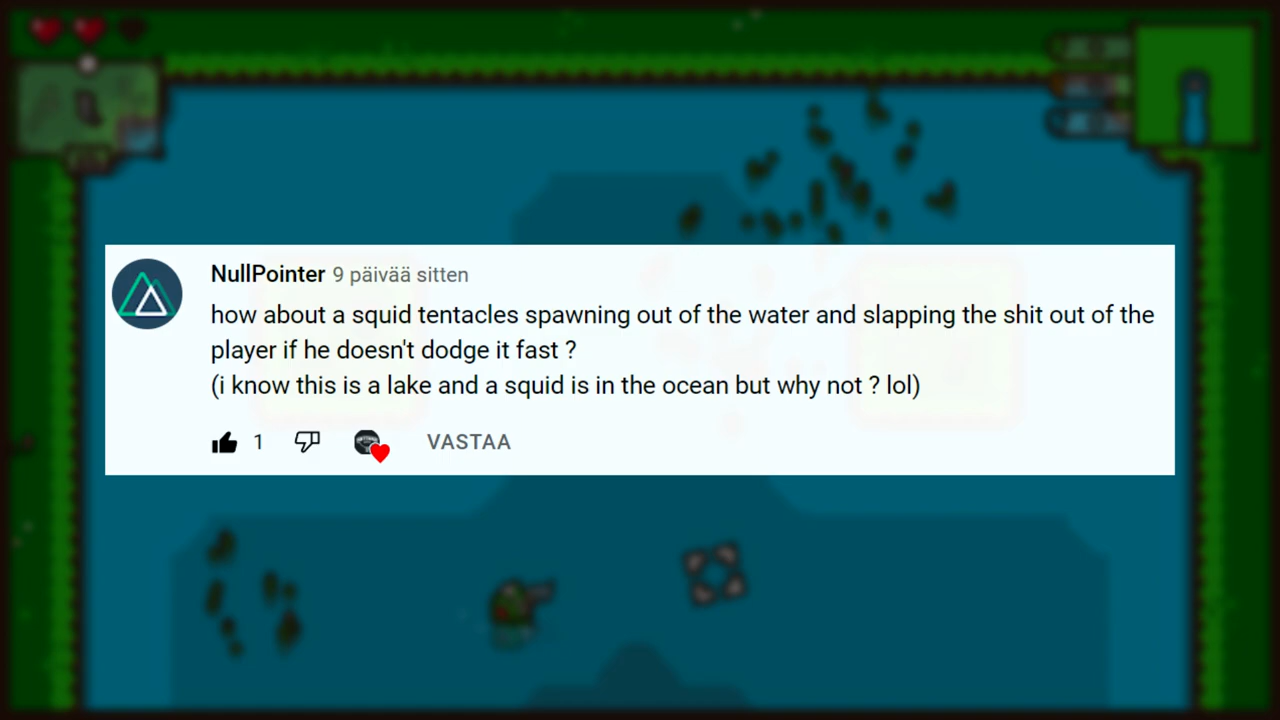 NullPointer 9 päivää sitten
how about a squid tentacles spawning out of the water and slapping the shit out of the
player if he doesn't dodge it fast ?
(i know this is a lake and a squid is in the ocean but why not ? lol)
1 VASTAA